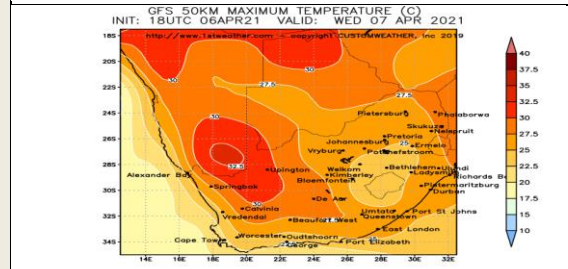 GFS 50KM MAXIMUM TEMPERATURE (C)
INIT: 18UTC 06APR21 VALID: WED 07 APR 2021
http://www.1stweather.com - copyright CUSTOMWEATHER, Inc 2019
18S
20S
22S
24S
26S
28S
30S
32S
34S
14E 16E 18E 20E 22E 24E 26E 28E 30E 32E
40
37.5
35
32.5
30
27.5
25
22.5
20
17.5
15
10
30
30
27.5
27.5
30
32.5
30
25
Pietersburg
Phalaborwa
Skukuza
Nelspruit
Pretoria
Johannesburg
Ermelo
Vryburg
Potchefstroom
Welkom
Bethlehem
Ulundi
Ladysmith
Kimberley
Richards
Bloemfontein
Pietermaritzburg
Durban
Upington
Alexander Bay
Springbok
De Aar
Calvinia
Vredendal
Beaufort West
Umtata
Port St Johns
Queenstown
East London
Worcester
Oudtshoorn
Cape Town
George
Port Elizabeth